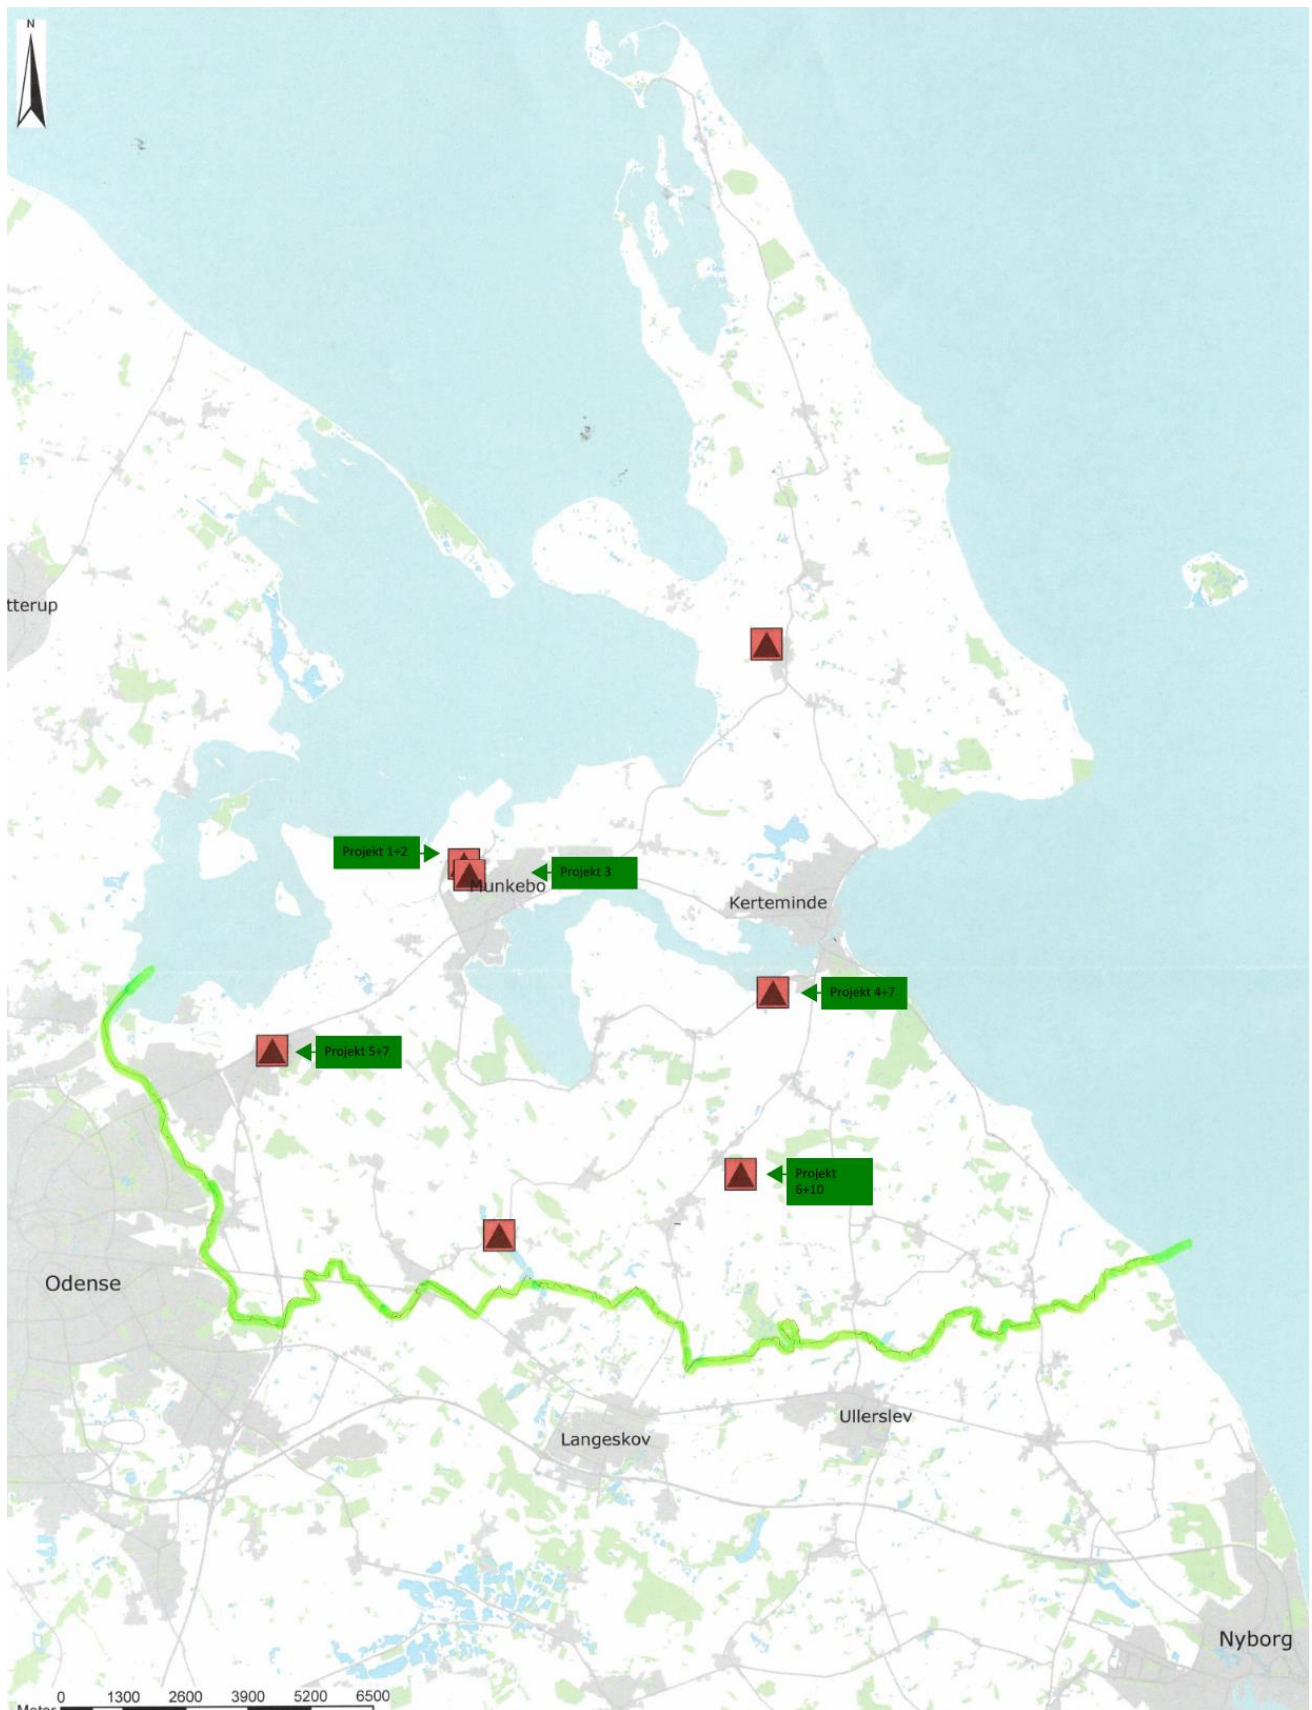 N
tterup
Projekt 1+2
Munkebo
Projekt 3
Kerteminde
Projekt 4+7
Projekt 5+7
Projekt
6+10
Odense
Ullerslev
Langeskov
Nyborg
Meter 0 1300 2600 3900 5200 6500